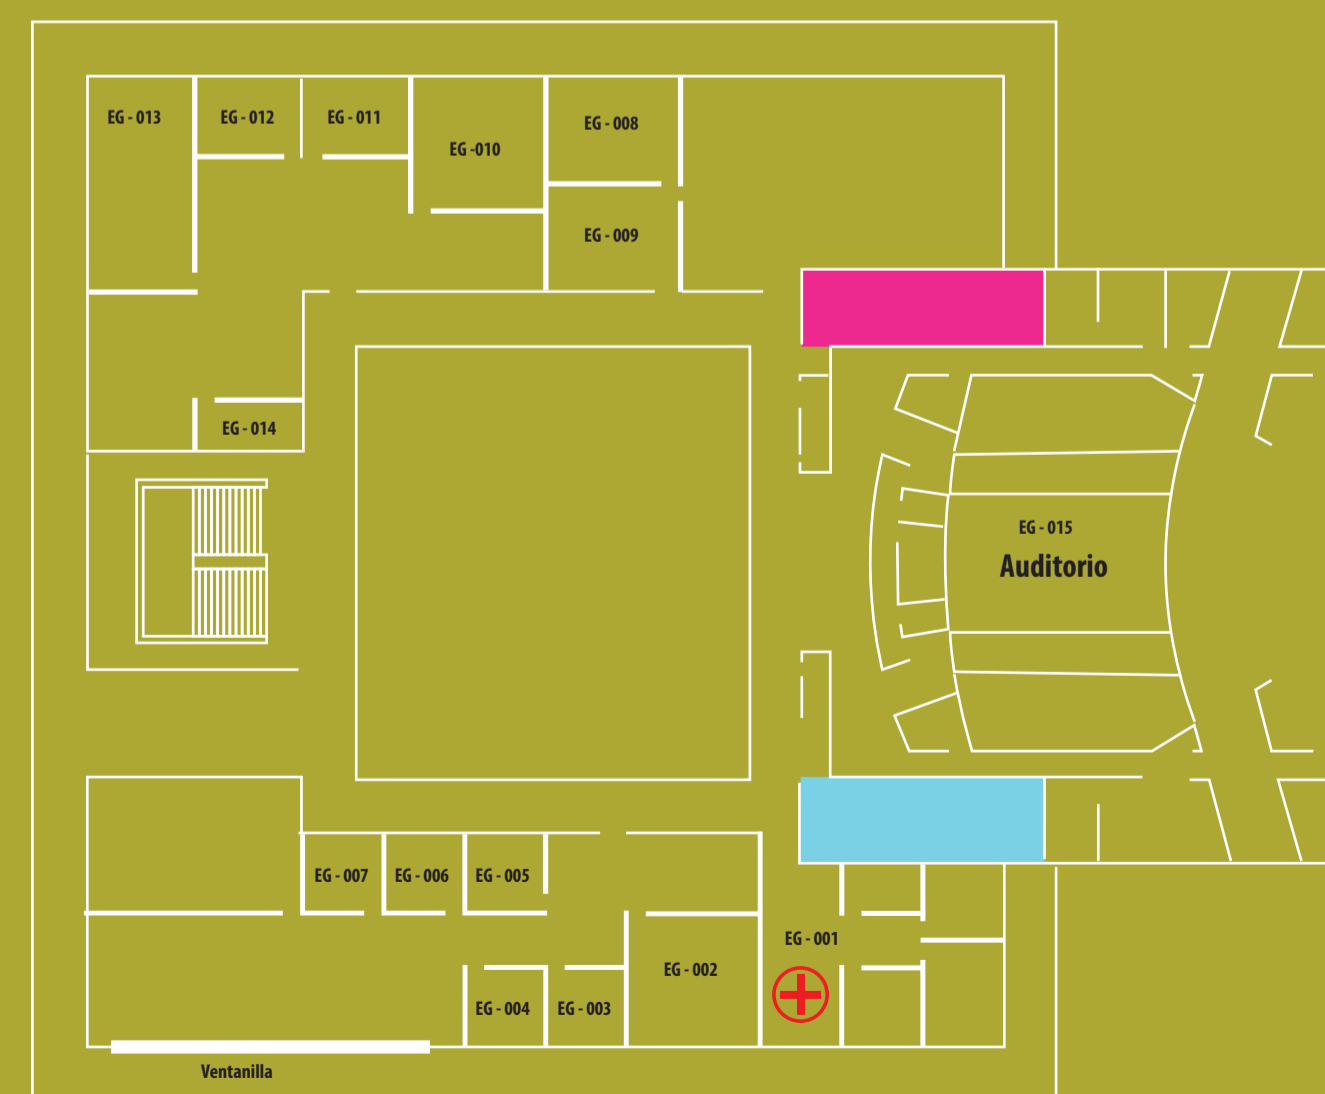 EG - 013
EG - 012
EG - 011
EG -010
EG - 008
EG - 009
EG - 014
EG - 015
Auditorio
EG - 007
EG - 006
EG - 005
EG - 001
EG - 002
EG - 004
EG - 003
Ventanilla